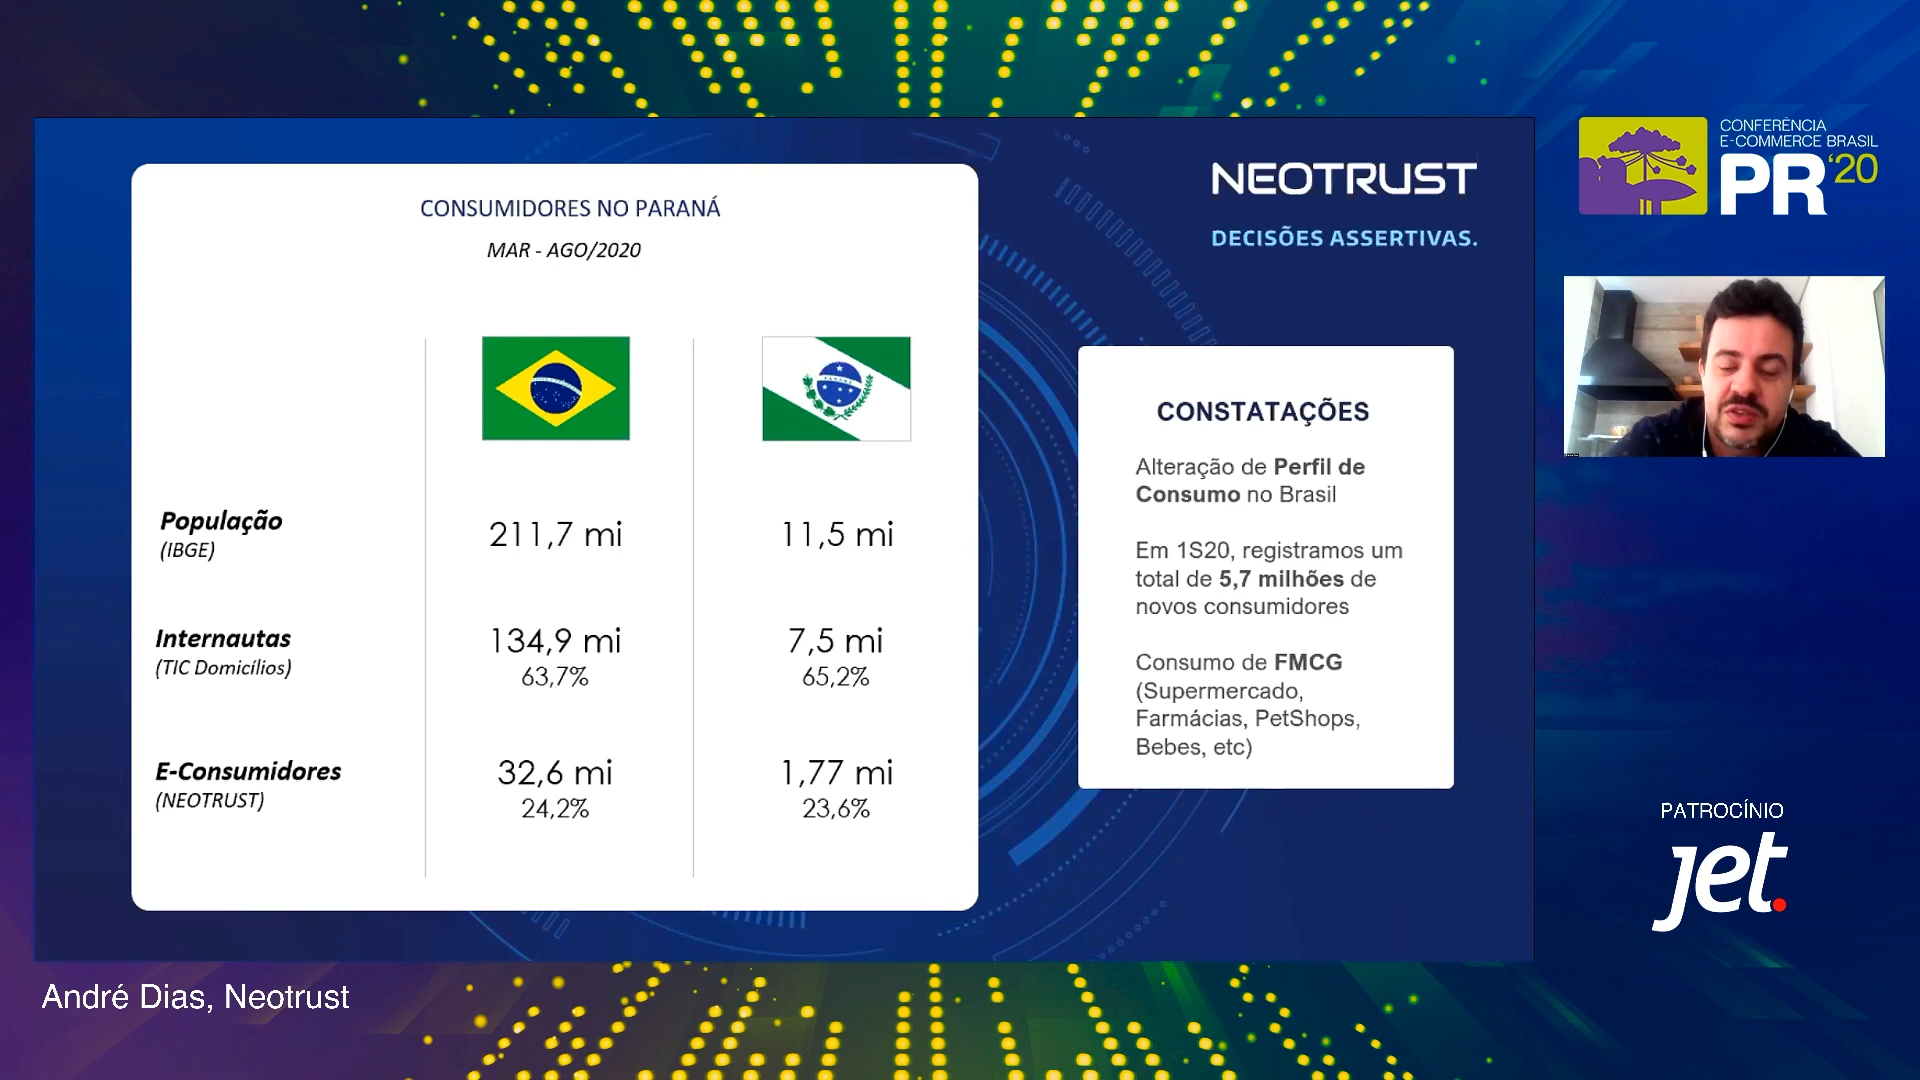 CONSUMIDORES NO PARANÁ
MAR - AGO/2020
População
(IBGE)
211,7 mi
11,5 mi
Internautas
(TIC Domicílios)
134,9 mi
63,7%
7,5 mi
65,2%
E-Consumidores
(NEOTRUST)
32,6 mi
24,2%
1,77 mi
23,6%
NEOTRUST
DECISÕES ASSERTIVAS.
CONSTATAÇÕES
Alteração de Perfil de
Consumo no Brasil
Em 1S20, registramos um
total de 5,7 milhões de
novos consumidores
Consumo de FMCG
(Supermercado,
Farmácias, PetShops,
Bebes, etc)
CONFERÊNCIA
E-COMMERCE BRASIL
PR'20
PATROCÍNIO
jet.
André Dias, Neotrust